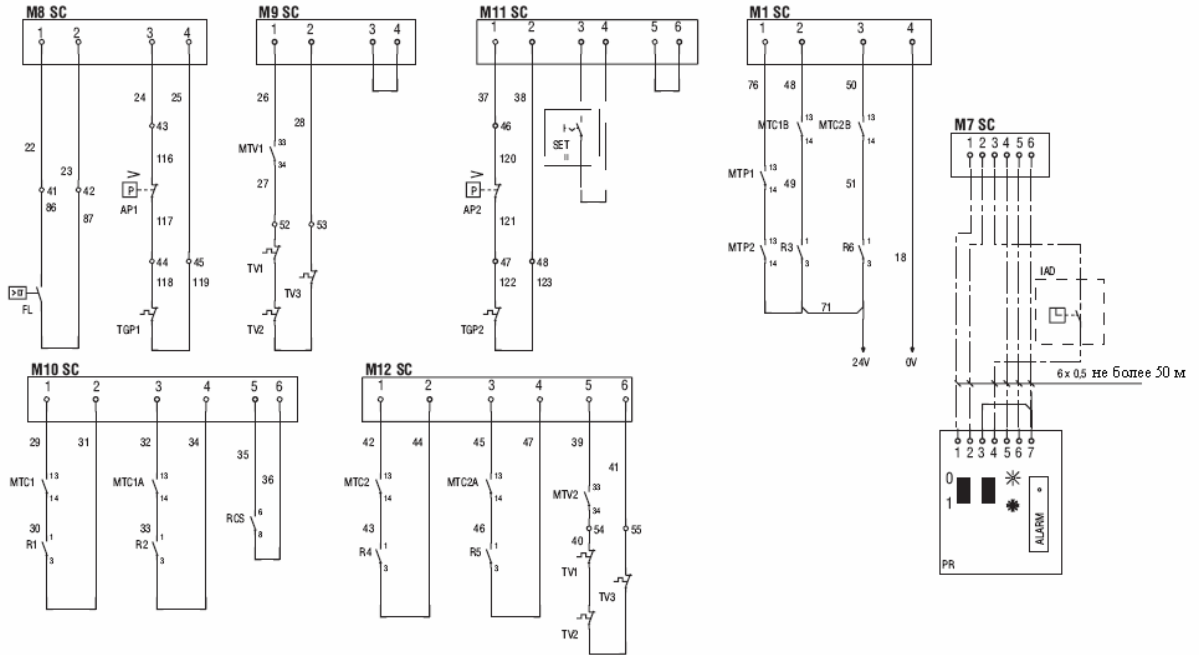 M8 SC
1 2 3 4
22
23
24
25
43
116
41
42
86
87
V
P
AP1
117
44
45
118
119
>□
FL
TGP1
M9 SC
1 2 3 4
26
28
MTV1
33
34
27
52
53
TV1
TV3
TV2
M11 SC
1 2 3 4 5 6
37
38
46
120
SET
II
V
P
AP2
121
47
48
122
123
TGP2
M1 SC
1 2 3 4
76
48
50
MTC1B
13
14
MTC2B
13
14
MTP1
13
14
49
51
MTP2
13
14
R3
1
3
R6
1
3
18
71
24V
0V
M7 SC
1 2 3 4 5 6
IAD
6 x 0,5 не более 50 м
1 2 3 4 5 6 7
0
1
ALARM
PR
M10 SC
1 2 3 4 5 6
29
31
32
34
35
36
MTC1
13
14
MTC1A
13
14
RCS
6
8
30
33
R1
1
3
R2
1
3
M12 SC
1 2 3 4 5 6
42
44
45
47
39
41
MTC2
13
14
MTC2A
13
14
MTV2
33
34
43
46
54
55
40
R4
1
3
R5
1
3
TV1
TV3
TV2